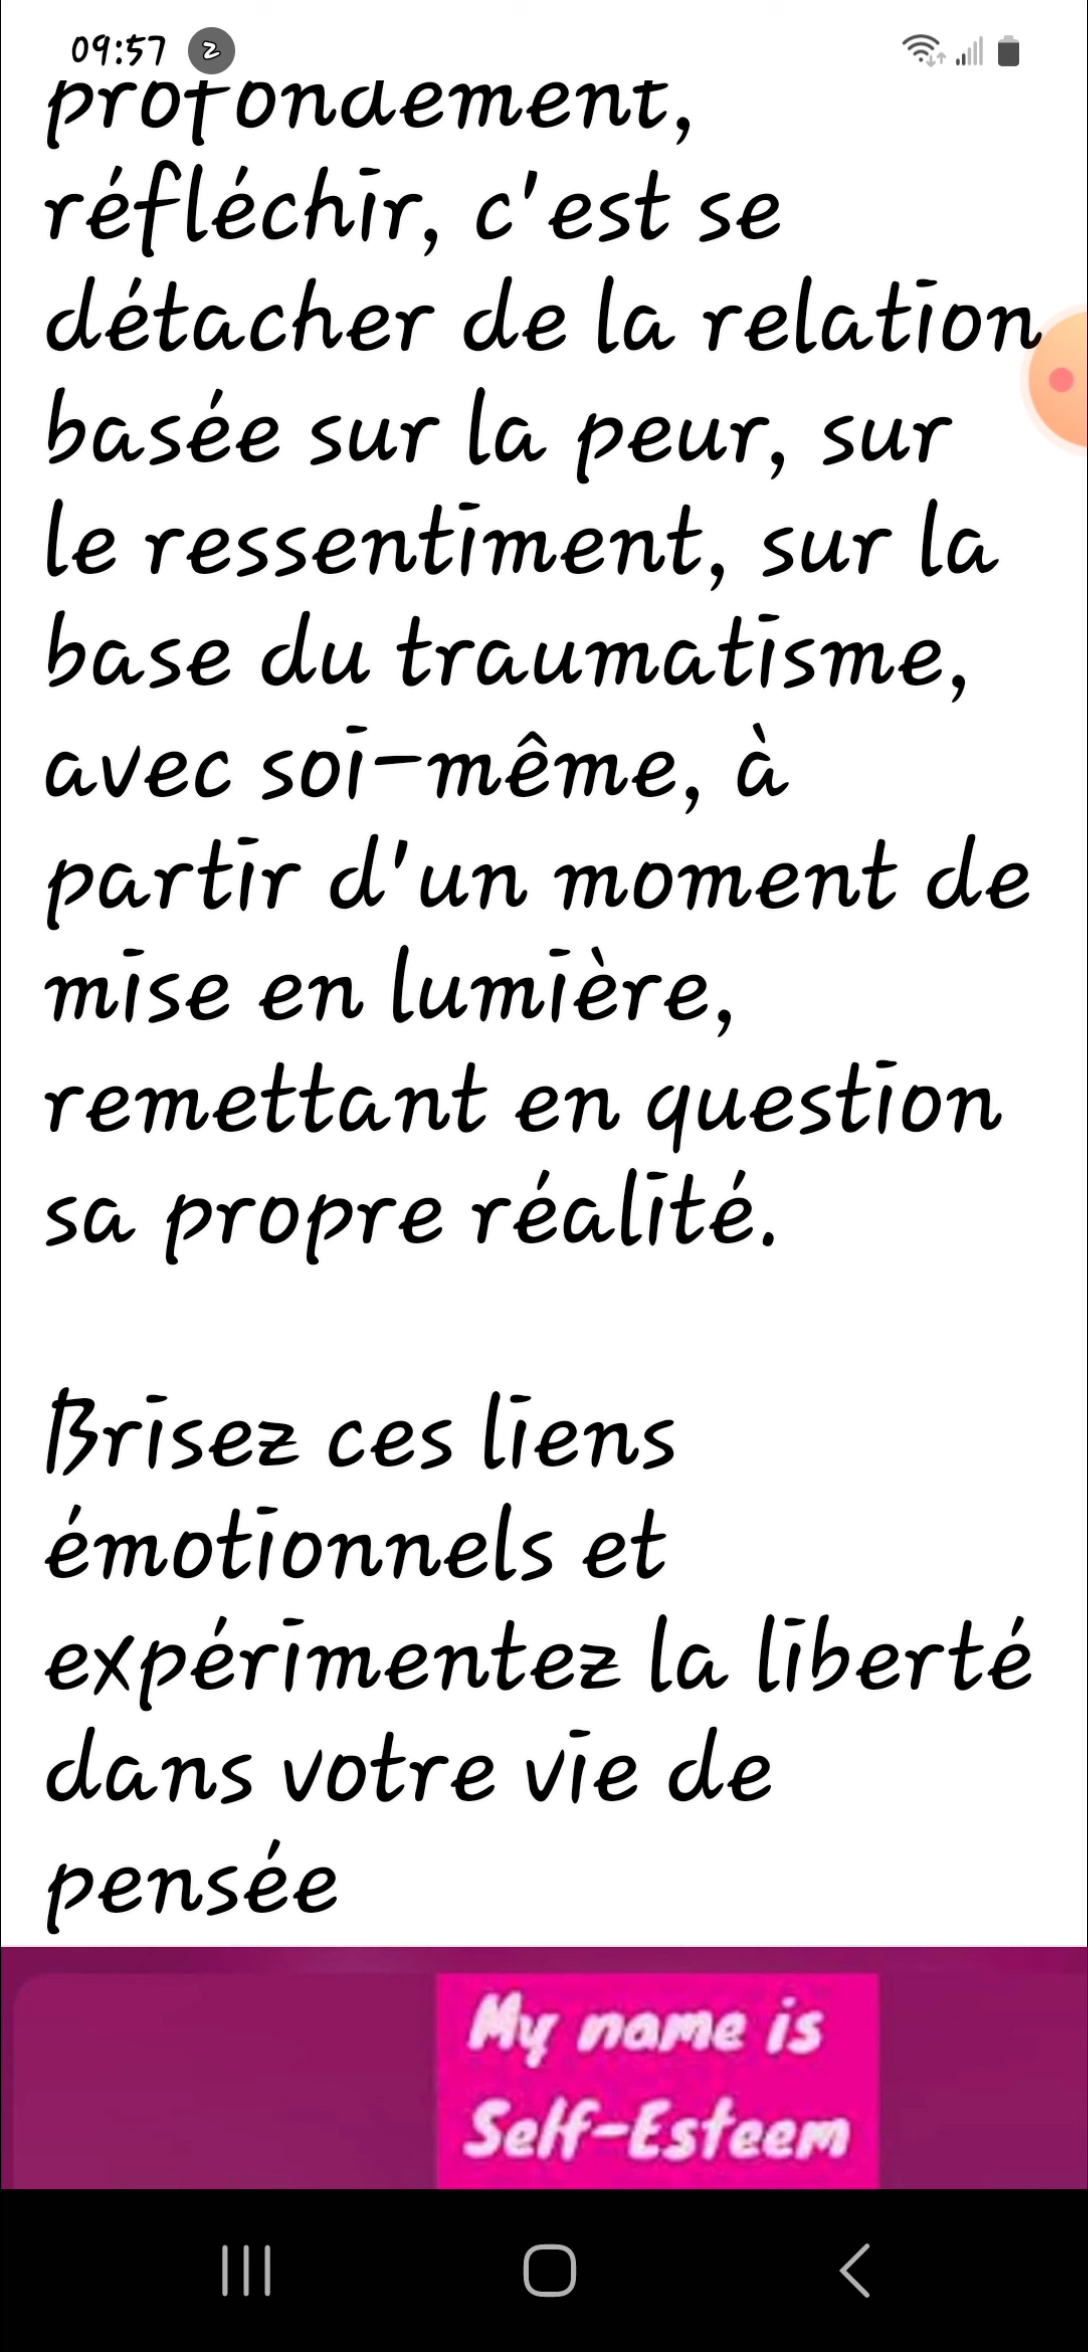 09:57 2
profondement,
réfléchir, c'est se
détacher de la relation
basée sur la peur, sur
le ressentiment, sur la
base du traumatisme,
avec soi-même, à
partir d'un moment de
mise en lumière,
remettant en question
sa propre réalité.
Brisez ces liens
émotionnels et
expérimentez la liberté
dans votre vie de
pensée
My name is
Self-Esteem